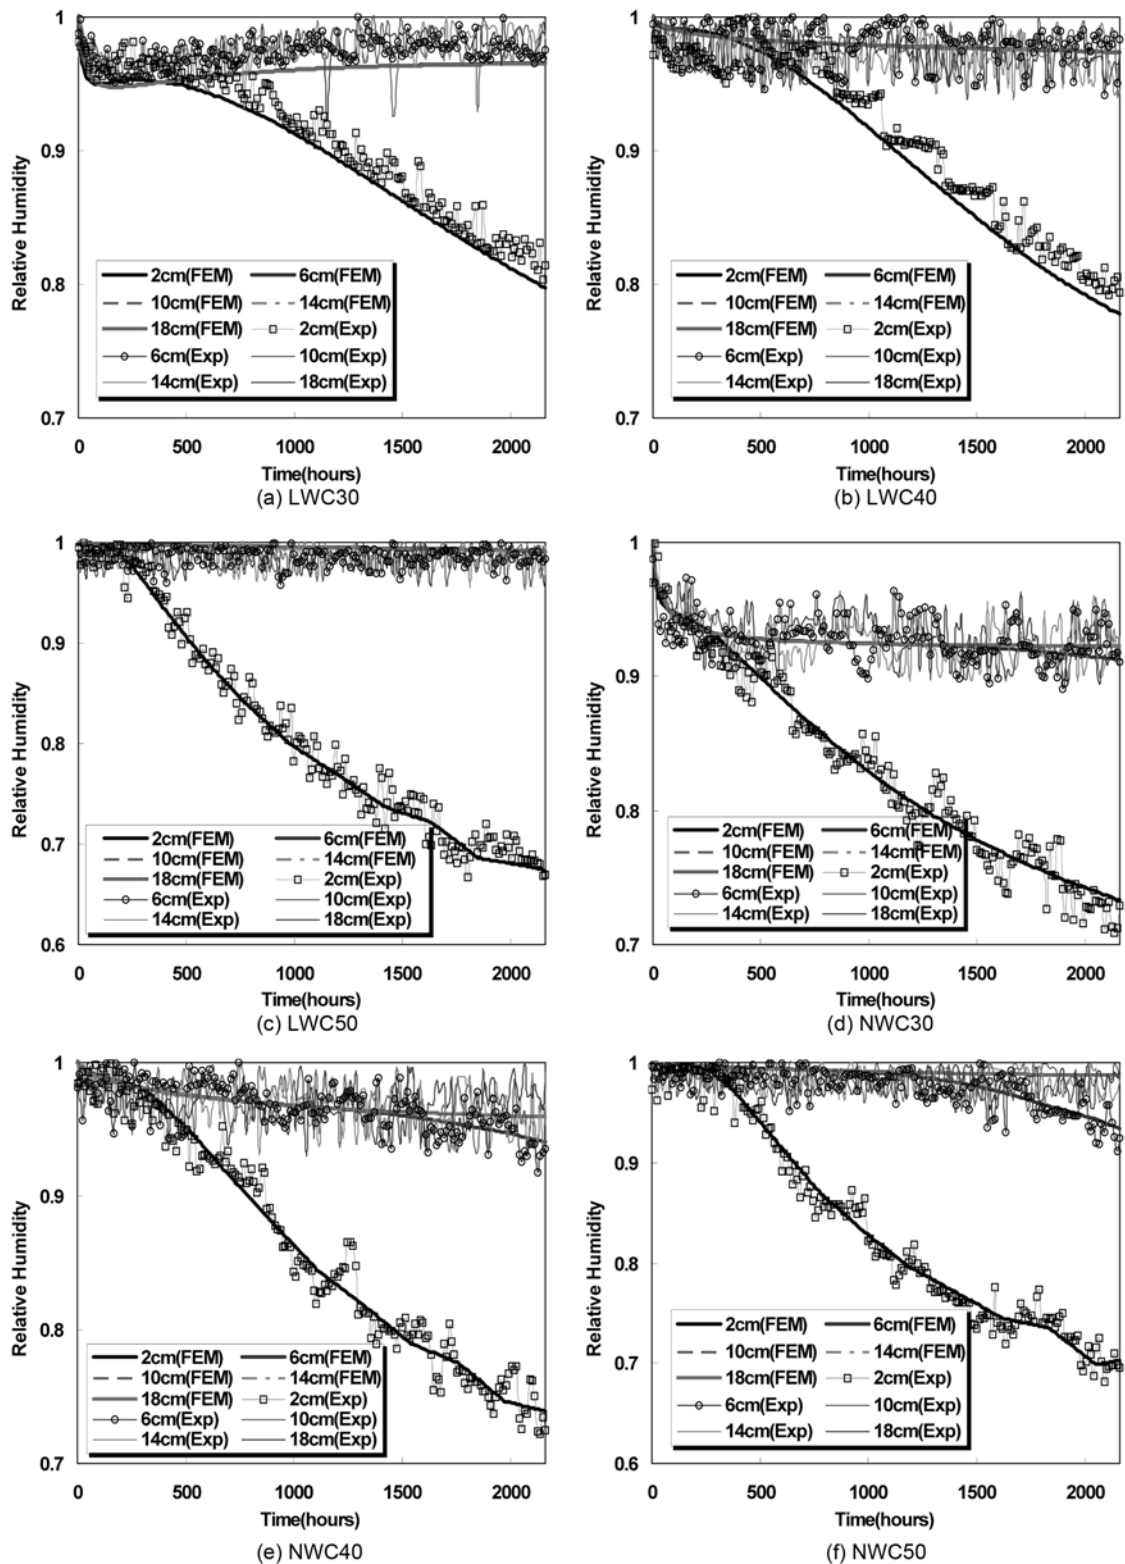 1
0.9
0.8
0.7
Relative Humidity
2cm(FEM) 6cm(FEM)
10cm(FEM) 14cm(FEM)
18cm(FEM) 2cm(Exp)
6cm(Exp) 10cm(Exp)
14cm(Exp) 18cm(Exp)
0 500 1000 1500 2000
Time(hours)
(a) LWC30
1
0.9
0.8
0.7
Relative Humidity
2cm(FEM) 6cm(FEM)
10cm(FEM) 14cm(FEM)
18cm(FEM) 2cm(Exp)
6cm(Exp) 10cm(Exp)
14cm(Exp) 18cm(Exp)
0 500 1000 1500 2000
Time(hours)
(b) LWC40
1
0.9
0.8
0.7
0.6
Relative Humidity
2cm(FEM) 6cm(FEM)
10cm(FEM) 14cm(FEM)
18cm(FEM) 2cm(Exp)
6cm(Exp) 10cm(Exp)
14cm(Exp) 18cm(Exp)
0 500 1000 1500 2000
Time(hours)
(c) LWC50
1
0.9
0.8
0.7
Relative Humidity
2cm(FEM) 6cm(FEM)
10cm(FEM) 14cm(FEM)
18cm(FEM) 2cm(Exp)
6cm(Exp) 10cm(Exp)
14cm(Exp) 18cm(Exp)
0 500 1000 1500 2000
Time(hours)
(d) NWC30
1
0.9
0.8
0.7
Relative Humidity
2cm(FEM) 6cm(FEM)
10cm(FEM) 14cm(FEM)
18cm(FEM) 2cm(Exp)
6cm(Exp) 10cm(Exp)
14cm(Exp) 18cm(Exp)
0 500 1000 1500 2000
Time(hours)
(e) NWC40
1
0.9
0.8
0.7
0.6
Relative Humidity
2cm(FEM) 6cm(FEM)
10cm(FEM) 14cm(FEM)
18cm(FEM) 2cm(Exp)
6cm(Exp) 10cm(Exp)
14cm(Exp) 18cm(Exp)
0 500 1000 1500 2000
Time(hours)
(f) NWC50